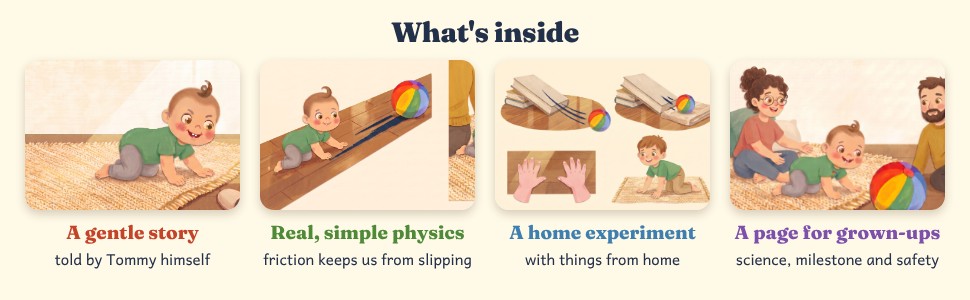 What's inside
A gentle story
told by Tommy himself
Real, simple physics
friction keeps us from slipping
A home experiment
with things from home
A page for grown-ups
science, milestone and safety